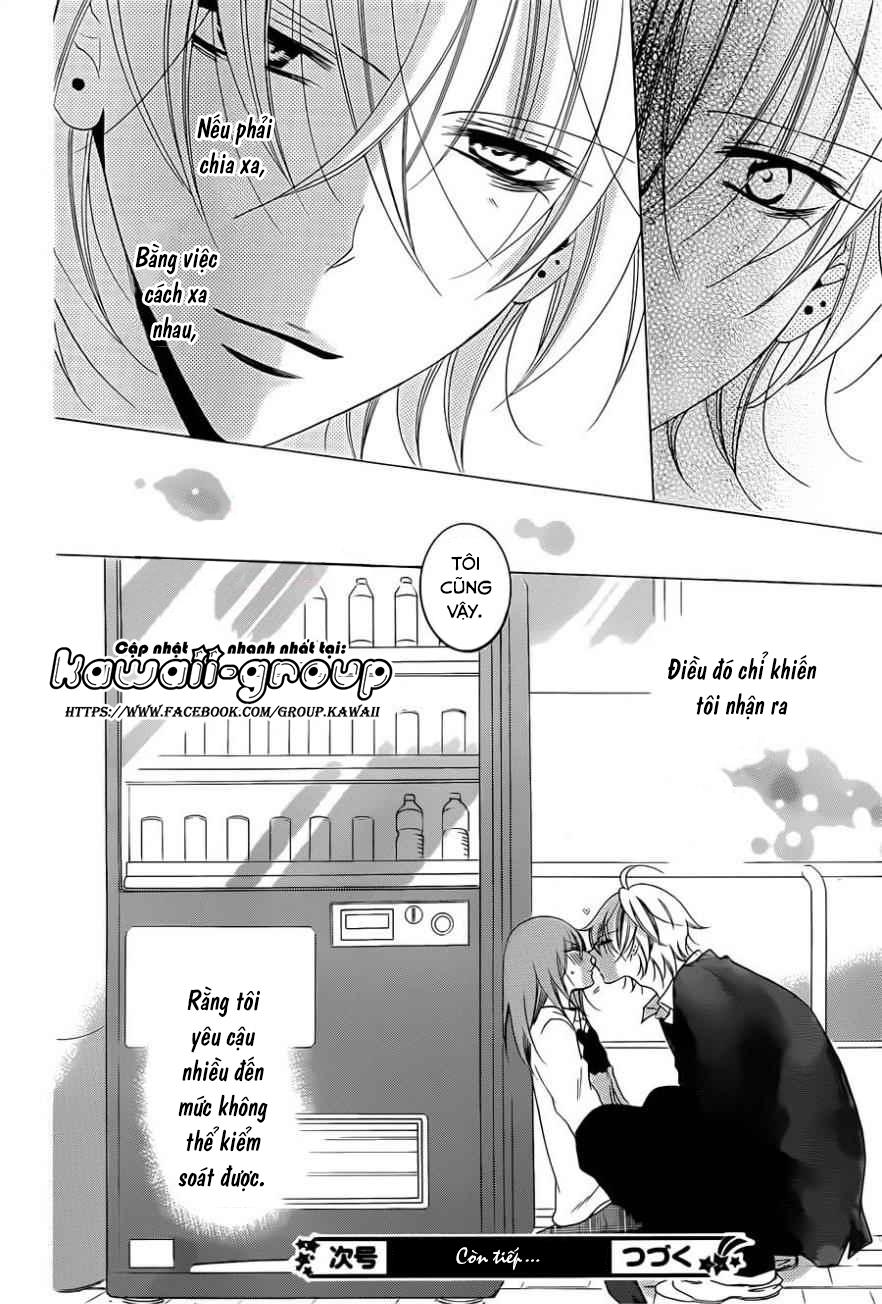 Nếu phải
chia xa,
Bằng việc
cách xa
nhau,
TÔI
CŨNG
VẬY.
Cập nhật nhanh nhất tại:
kawaii-group
HTTPS://WWW.FACEBOOK.COM/GROUP.KAWAII
Điều đó chỉ khiến
tôi nhận ra
Rằng tôi
yêu cậu
nhiều đến
mức không
thể kiểm
soát được.
次号 Còn tiếp... つづく